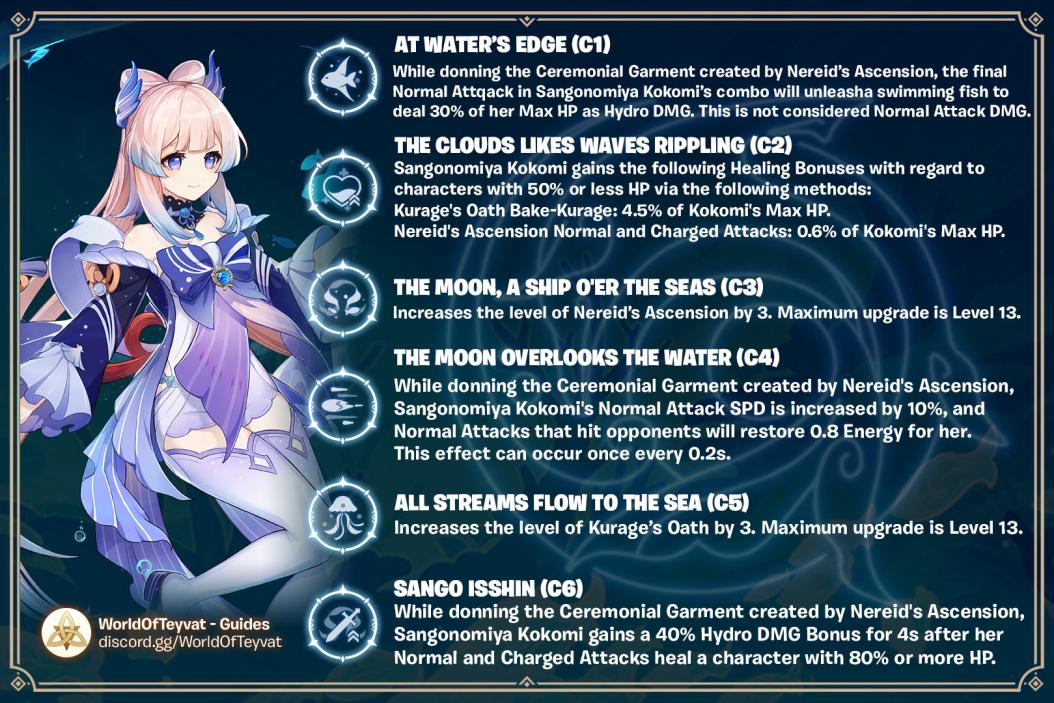 AT WATER'S EDGE (C1)
While donning the Ceremonial Garment created by Nereid's Ascension, the final
Normal Attqack in Sangonomiya Kokomi's combo will unleasha swimming fish to
deal 30% of her Max HP as Hydro DMG. This is not considered Normal Attack DMG.
THE CLOUDS LIKES WAVES RIPPLING (C2)
Sangonomiya Kokomi gains the following Healing Bonuses with regard to
characters with 50% or less HP via the following methods:
Kurage's Oath Bake-Kurage: 4.5% of Kokomi's Max HP.
Nereid's Ascension Normal and Charged Attacks: 0.6% of Kokomi's Max HP.
THE MOON, A SHIP O'ER THE SEAS (C3)
Increases the level of Nereid's Ascension by 3. Maximum upgrade is Level 13.
THE MOON OVERLOOKS THE WATER (C4)
While donning the Ceremonial Garment created by Nereid's Ascension,
Sangonomiya Kokomi's Normal Attack SPD is increased by 10%, and
Normal Attacks that hit opponents will restore 0.8 Energy for her.
This effect can occur once every 0.2s.
ALL STREAMS FLOW TO THE SEA (C5)
Increases the level of Kurage's Oath by 3. Maximum upgrade is Level 13.
SANGO ISSHIN (C6)
While donning the Ceremonial Garment created by Nereid's Ascension,
Sangonomiya Kokomi gains a 40% Hydro DMG Bonus for 4s after her
Normal and Charged Attacks heal a character with 80% or more HP.
WorldOfTeyvat - Guides
discord.gg/WorldOfTeyvat